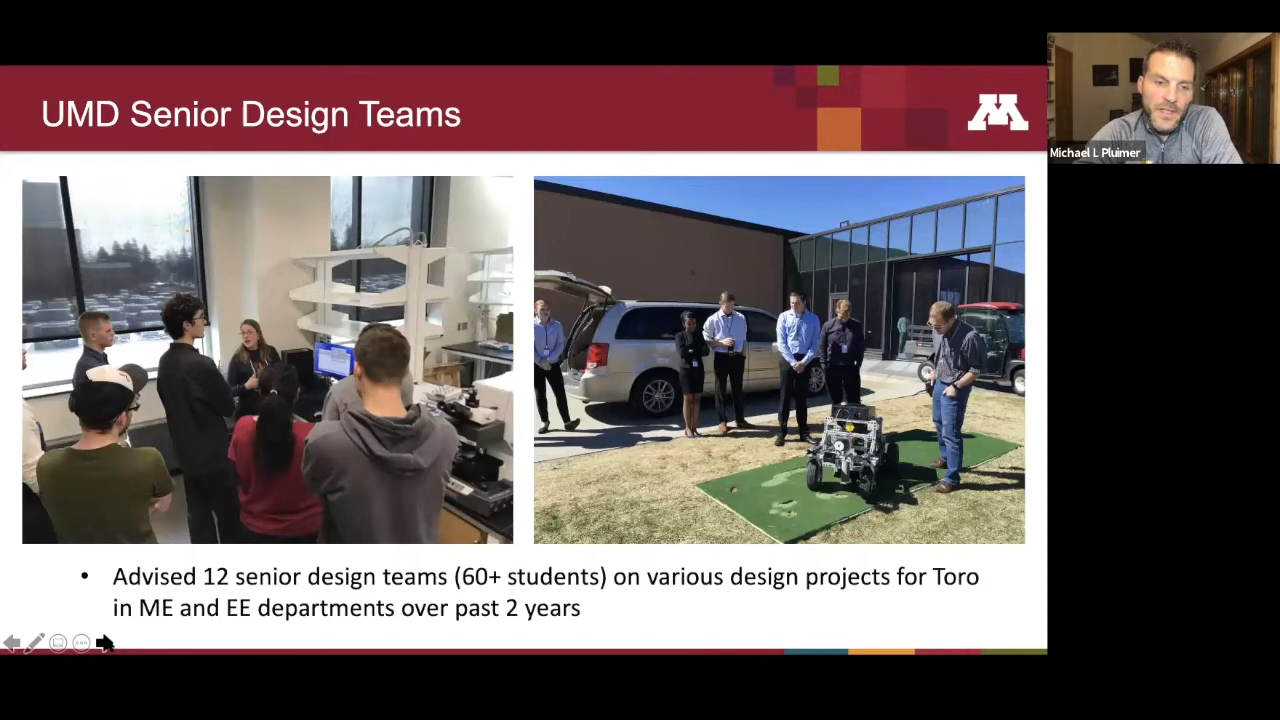 UMD Senior Design Teams
M
Michael L Pluimer
• Advised 12 senior design teams (60+ students) on various design projects for Toro
in ME and EE departments over past 2 years